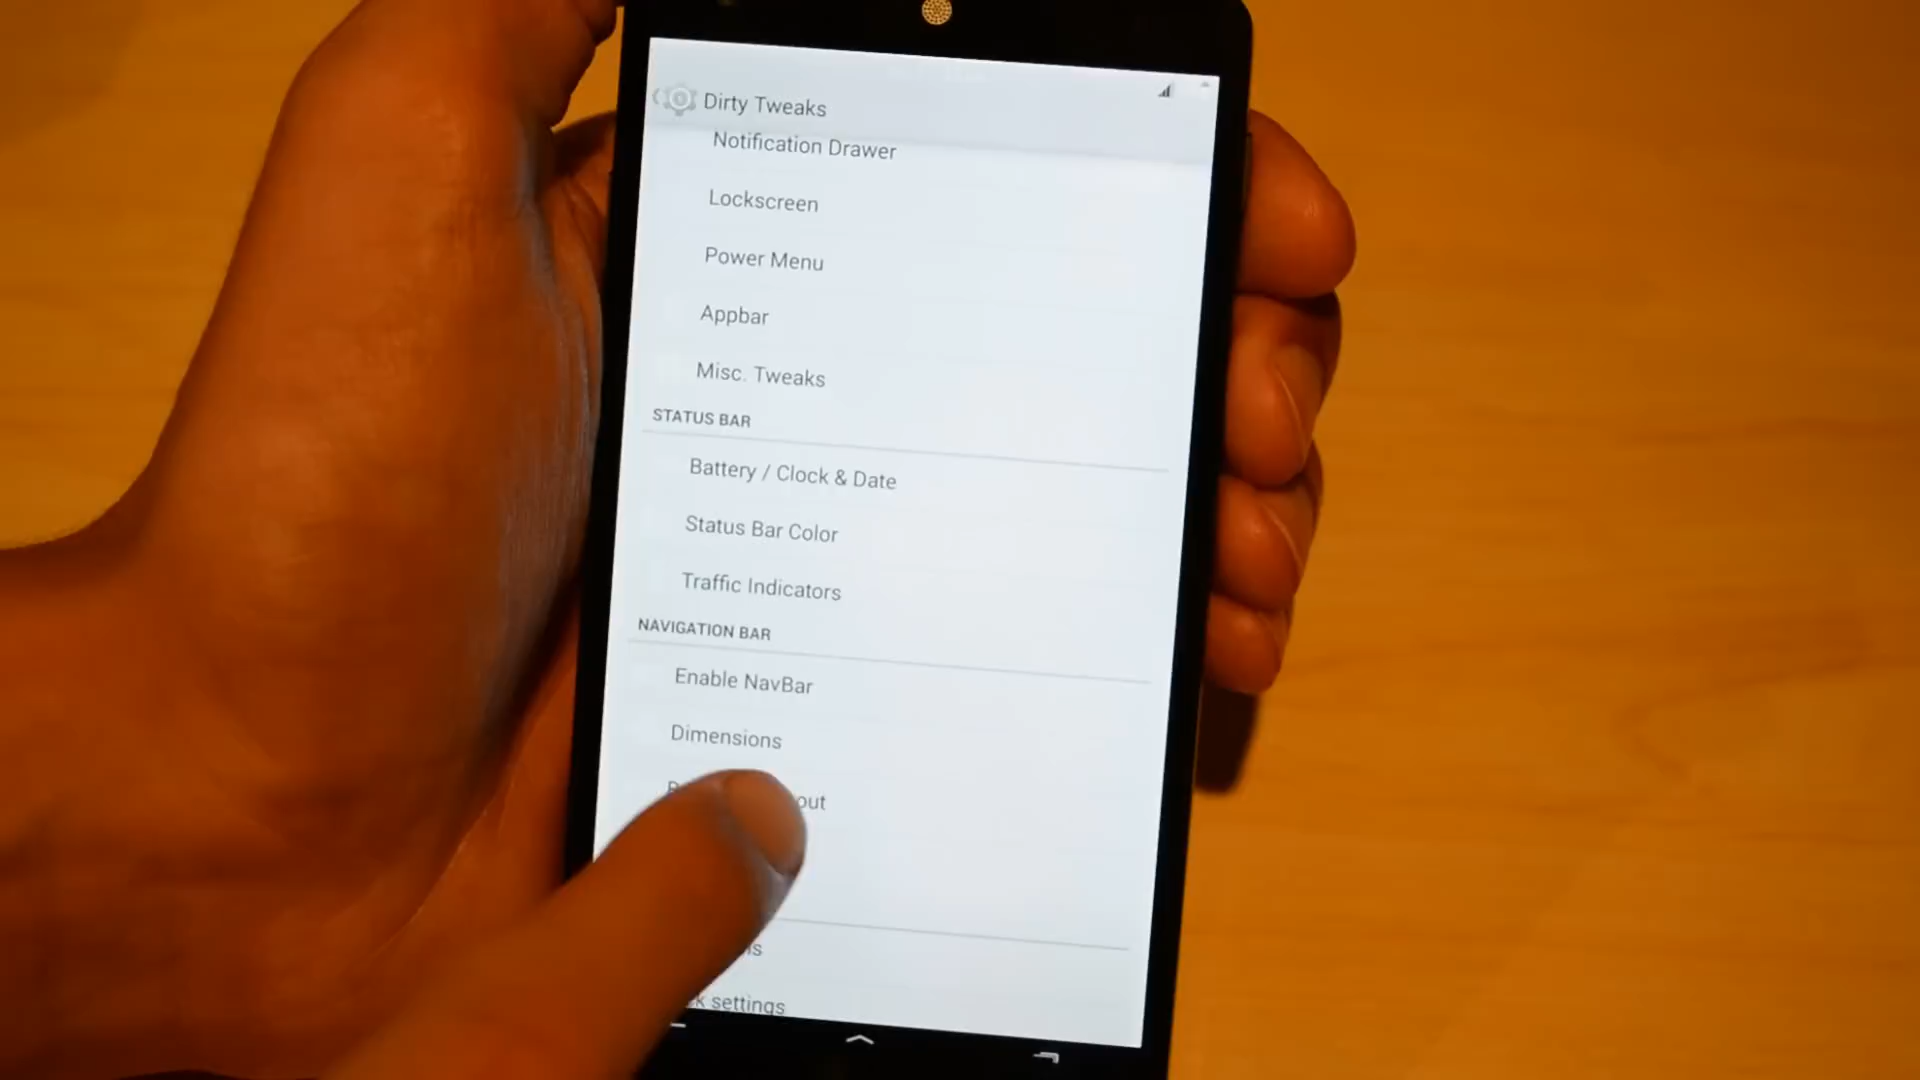 Dirty Tweaks
Notification Drawer
Lockscreen
Power Menu
Appbar
Misc. Tweaks
STATUS BAR
Battery / Clock & Date
Status Bar Color
Traffic Indicators
NAVIGATION BAR
Enable NavBar
Dimensions
settings